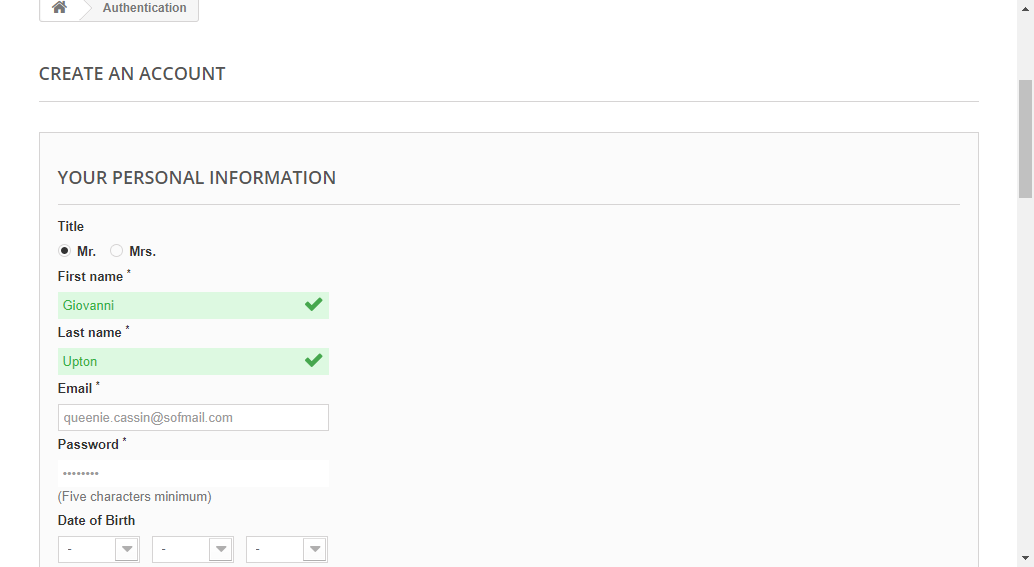 Authentication
CREATE AN ACCOUNT
YOUR PERSONAL INFORMATION
Title
Mr. Mrs.
First name *
Giovanni
Last name *
Upton
Email *
queenie.cassin@sofmail.com
Password *
••••••••
(Five characters minimum)
Date of Birth
- - -